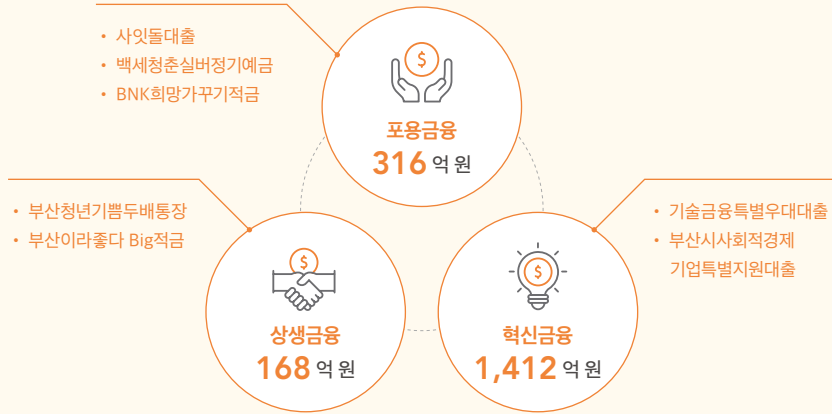 • 사잇돌대출
• 백세청춘실버정기예금
• BNK희망가꾸기적금
$
포용금융
316 억 원
• 부산청년기쁨두배통장
• 부산이라좋다 Big적금
$
상생금융
168 억 원
• 기술금융특별우대대출
• 부산시사회적경제
기업특별지원대출
$
혁신금융
1,412 억 원